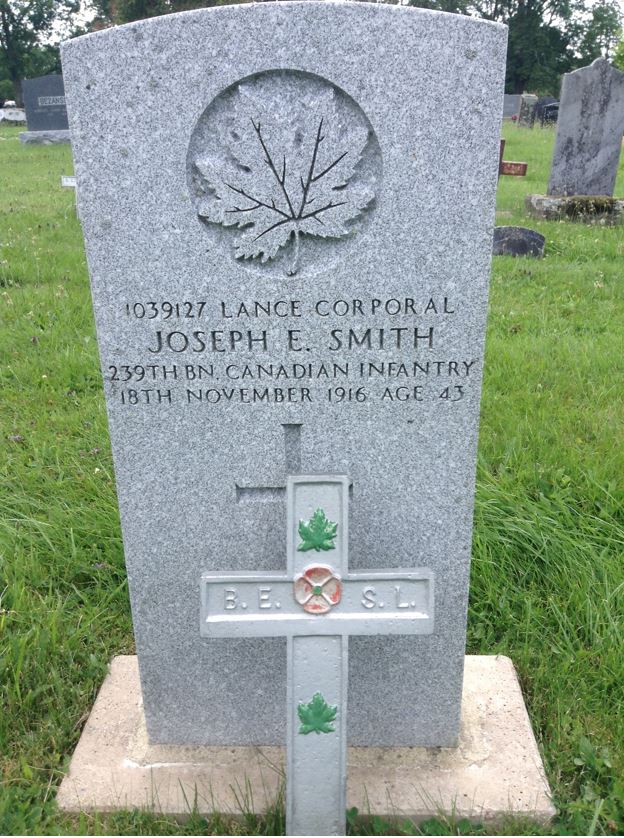 1039127 LANCE CORPORAL
JOSEPH E. SMITH
239TH BN. CANADIAN INFANTRY
18TH NOVEMBER 1916 AGE 43
B. E. S. L.